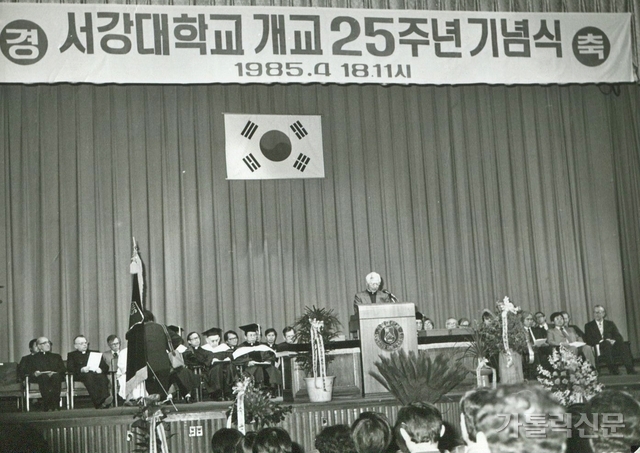 경 서강대학교 개교 25주년 기념식 축
1985.4 18.11시
가톨릭신문